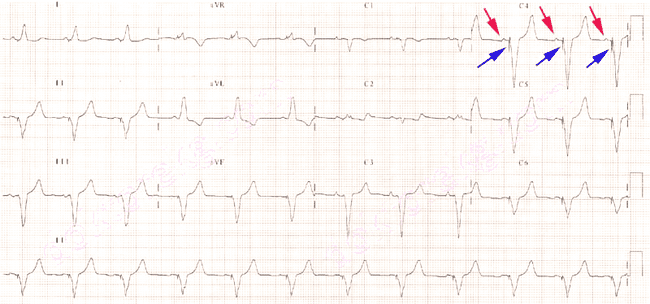 I aVR C1 C4
II aVL C2 C5
III aVF C3 C6
II